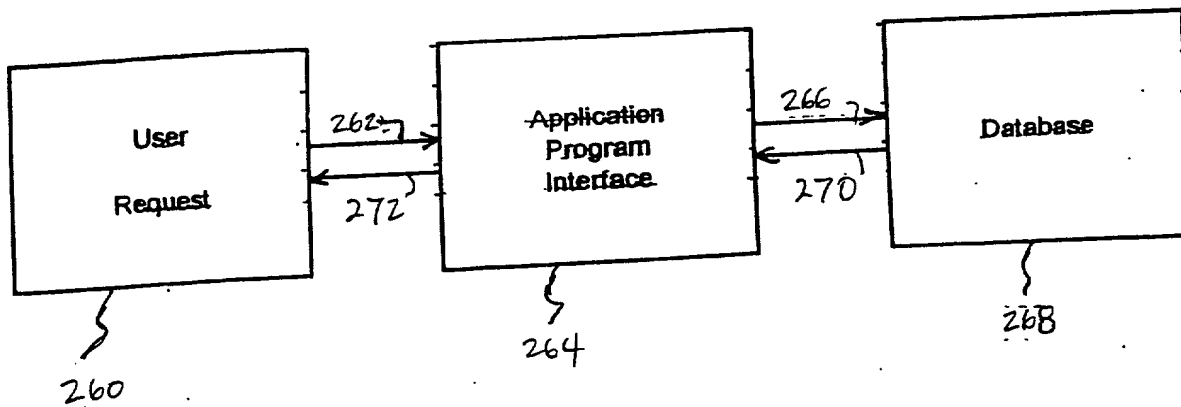 User
Request
262
272
Application
Program
Interface
266
270
Database
260
264
268